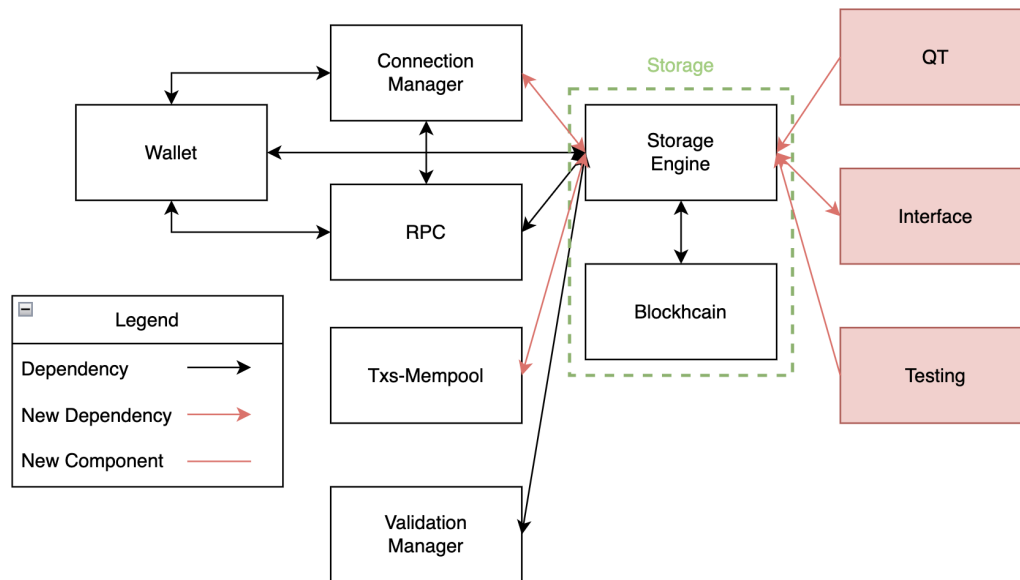 Connection
Manager
Storage
QT
Wallet
Storage
Engine
RPC
Interface
Blockhcain
Legend
Dependency
New Dependency
New Component
Txs-Mempool
Testing
Validation
Manager